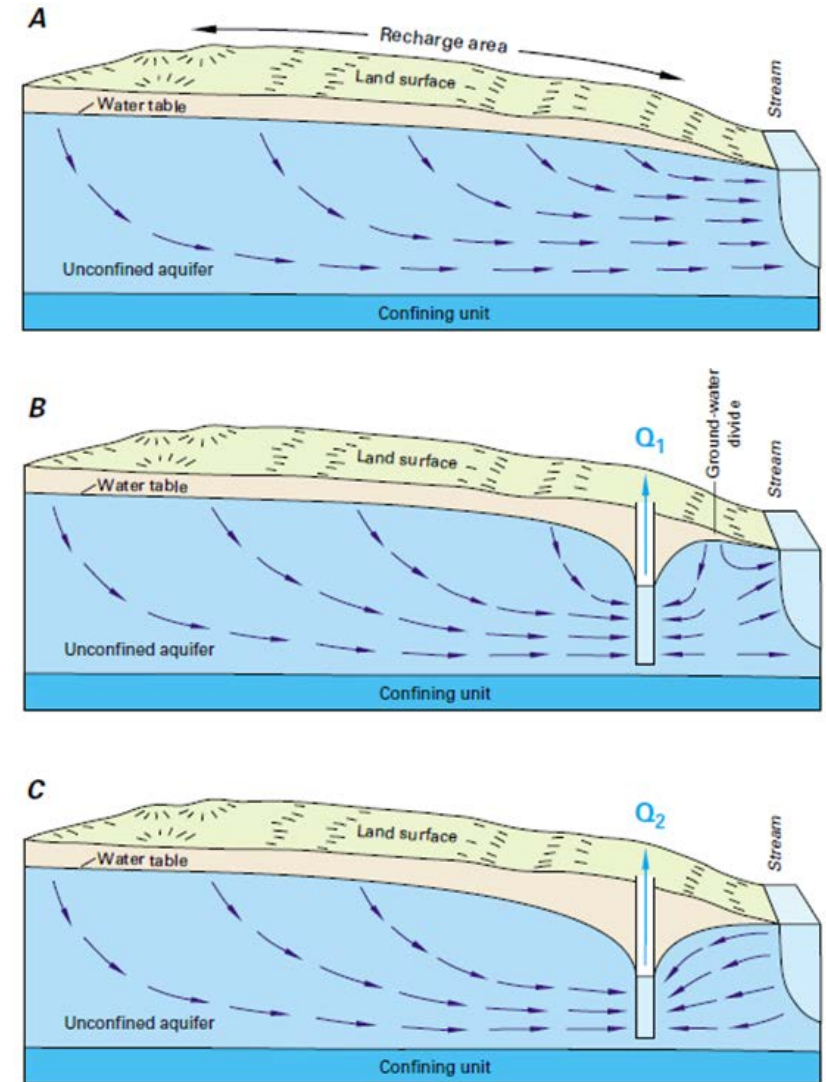 A
Recharge area
Land surface
Stream
Water table
Unconfined aquifer
Confining unit
B
Q1
Ground-water
divide
Stream
Land surface
Water table
Unconfined aquifer
Confining unit
C
Q2
Stream
Land surface
Water table
Unconfined aquifer
Confining unit